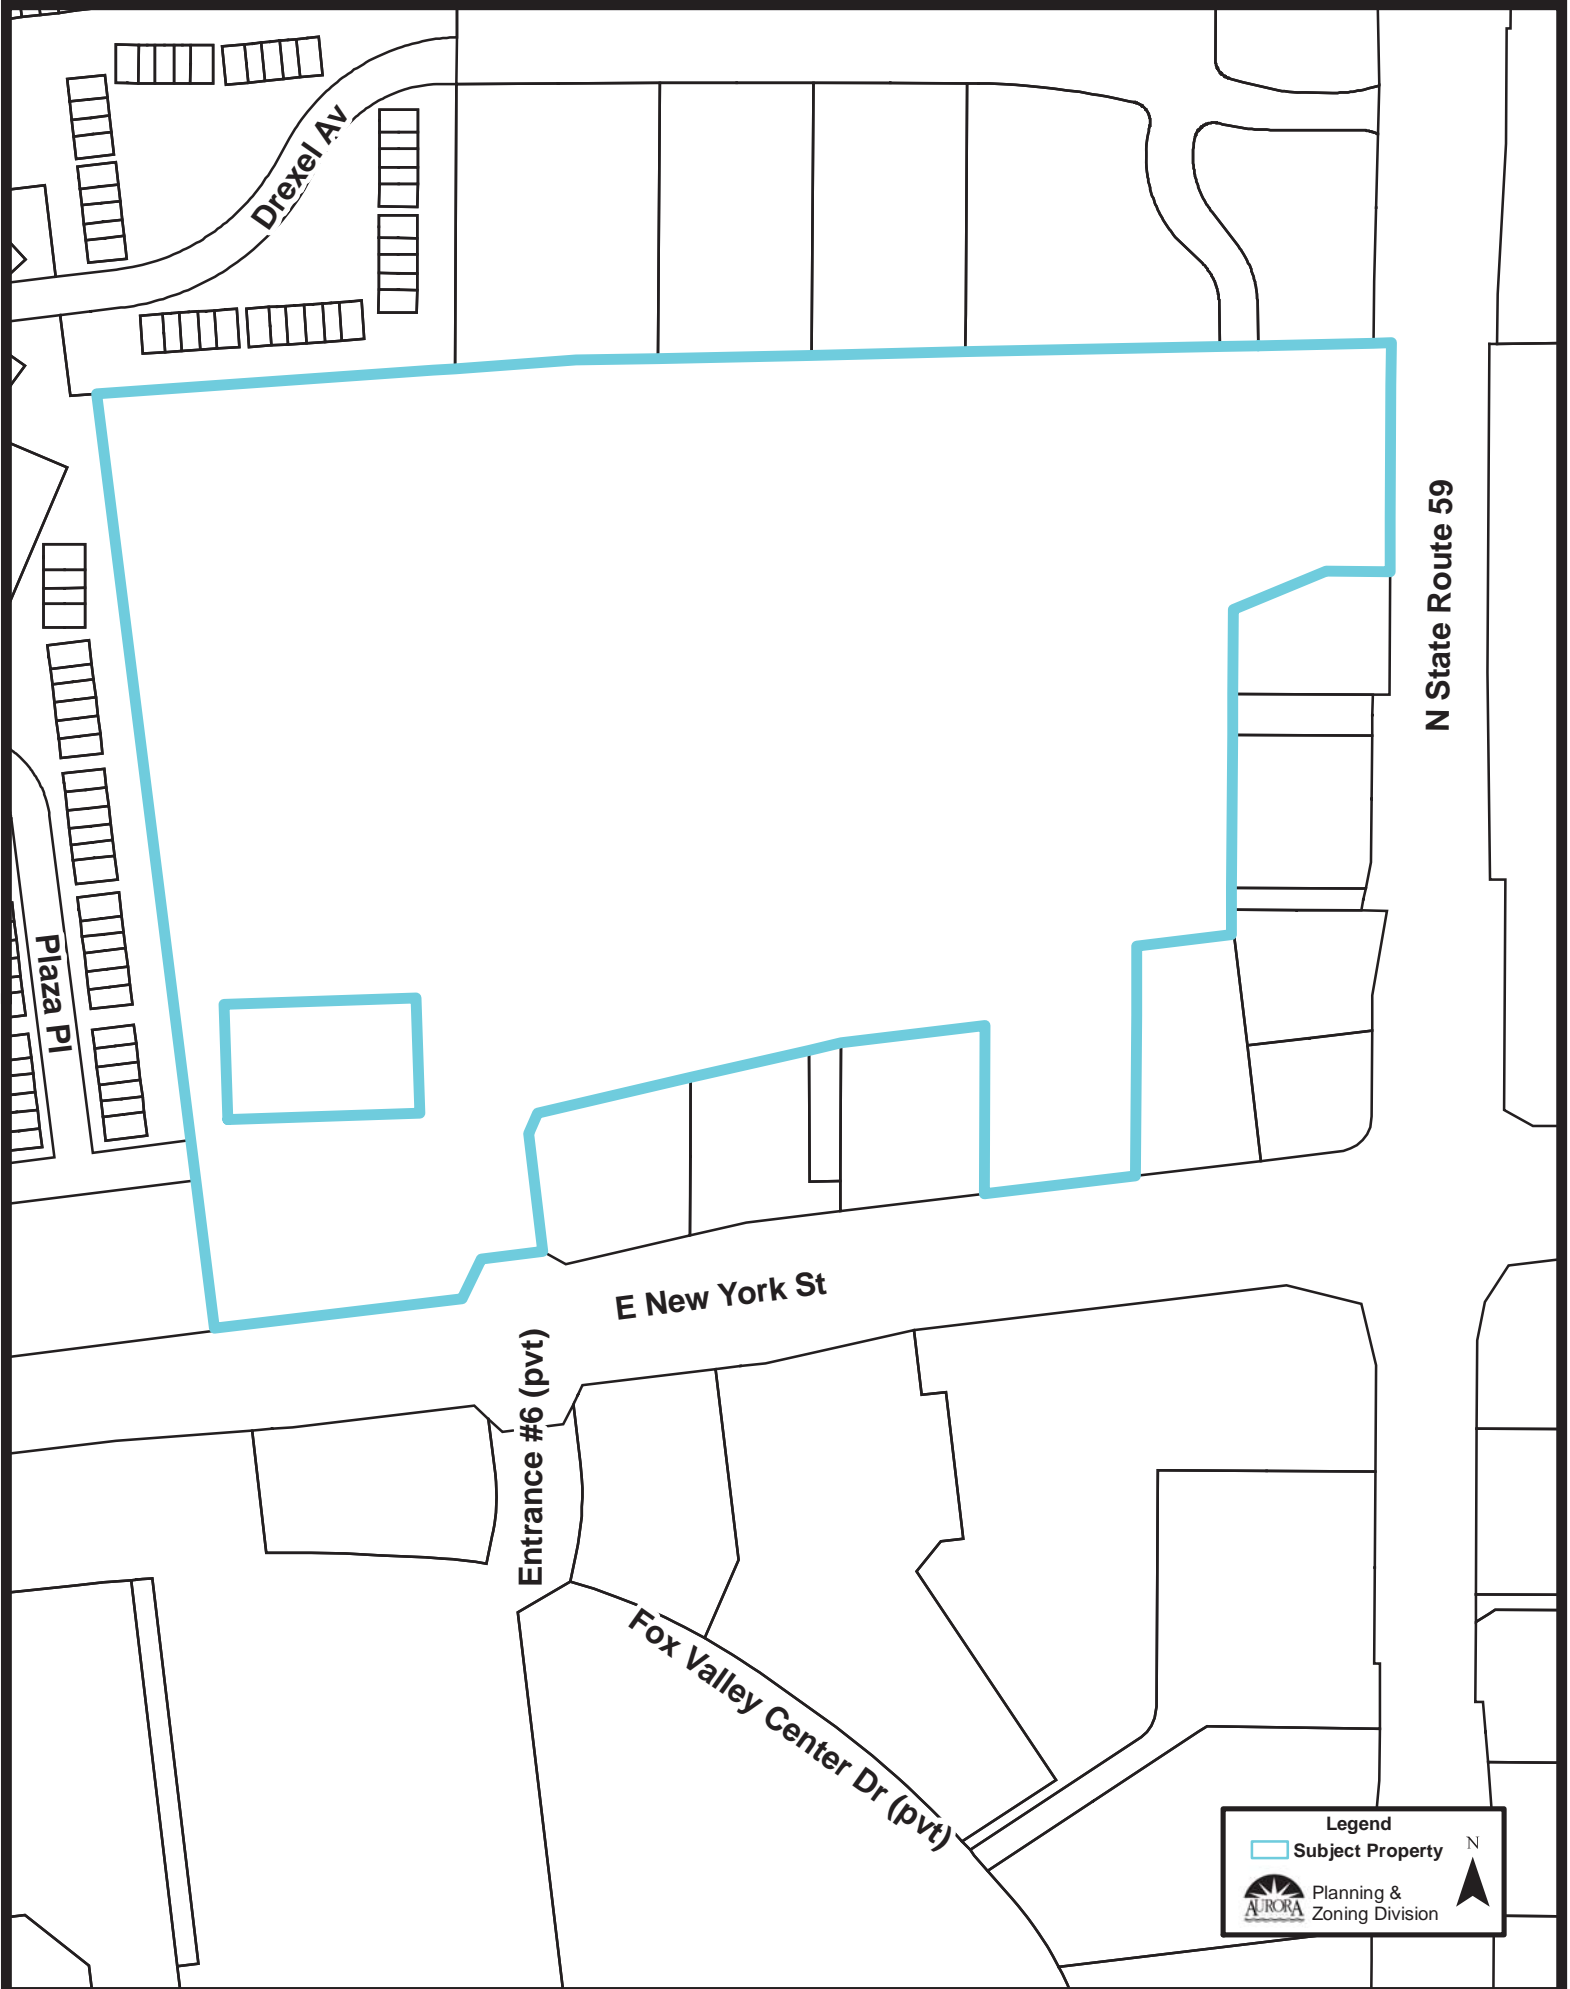 Drexel Av
N State Route 59
Plaza Pl
E New York St
Entrance #6 (pvt)
Fox Valley Center Dr (pvt)
Legend
Subject Property
N
AURORA
Planning &
Zoning Division